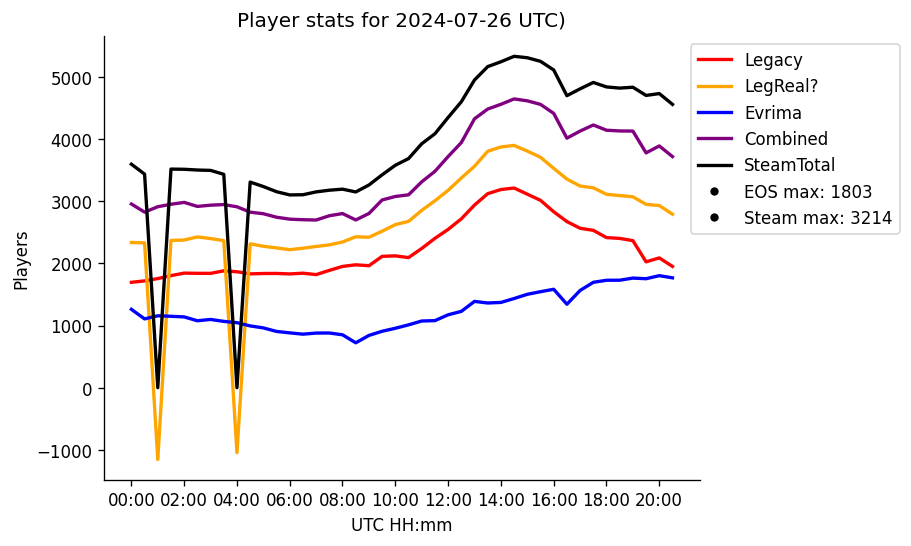 Player stats for 2024-07-26 UTC)
Legacy
LegReal?
Evrima
Combined
SteamTotal
EOS max: 1803
Steam max: 3214
Players
5000
4000
3000
2000
1000
0
−1000
00:00 02:00 04:00 06:00 08:00 10:00 12:00 14:00 16:00 18:00 20:00
UTC HH:mm